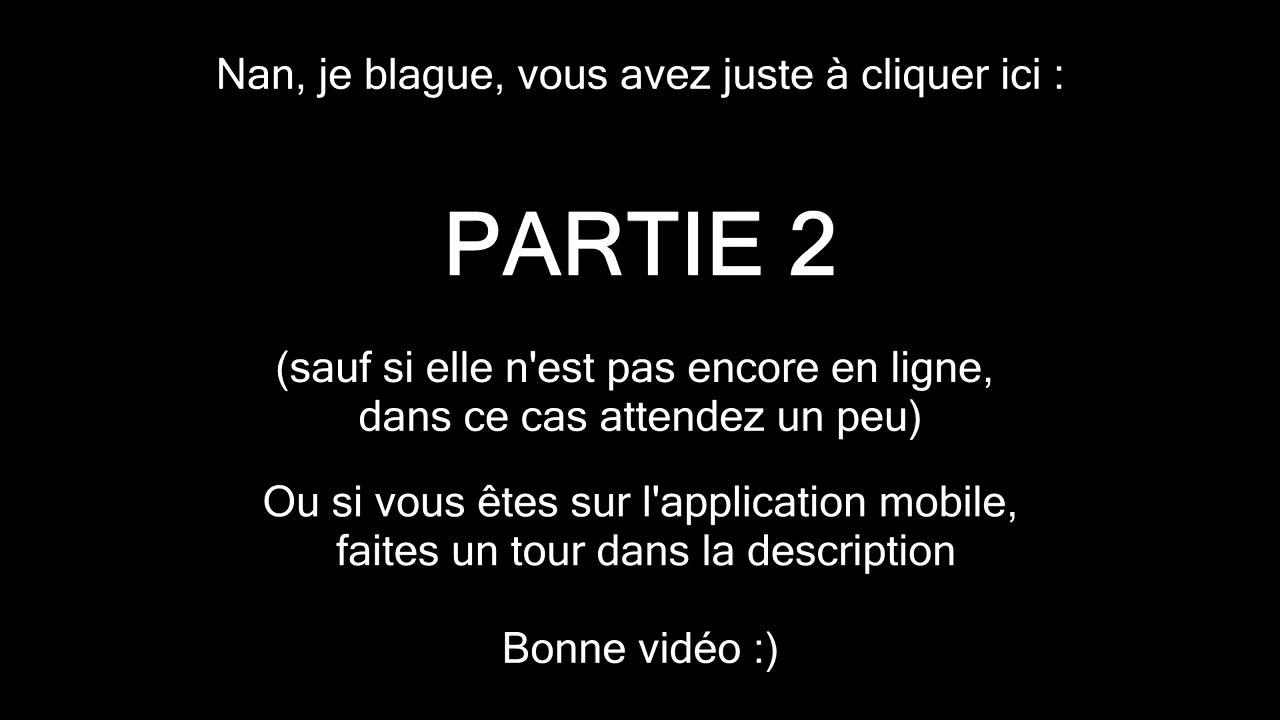 Nan, je blague, vous avez juste à cliquer ici :
PARTIE 2
(sauf si elle n'est pas encore en ligne,
dans ce cas attendez un peu)
Ou si vous êtes sur l'application mobile,
faites un tour dans la description
Bonne vidéo :)